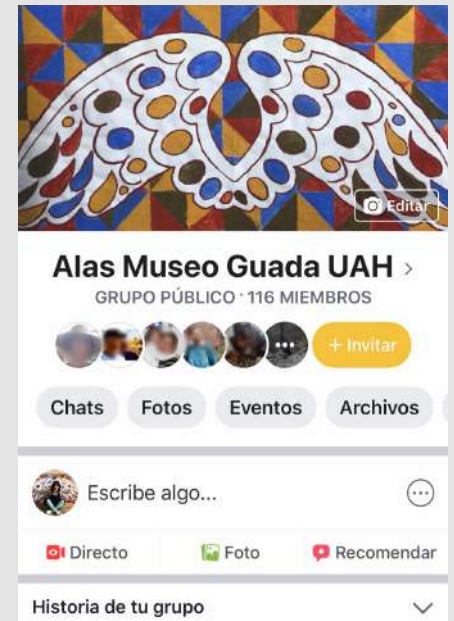 Editar
Alas Museo Guada UAH
GRUPO PÚBLICO · 116 MIEMBROS
+ Invitar
Chats Fotos Eventos Archivos
Escribe algo...
Directo Foto Recomendar
Historia de tu grupo